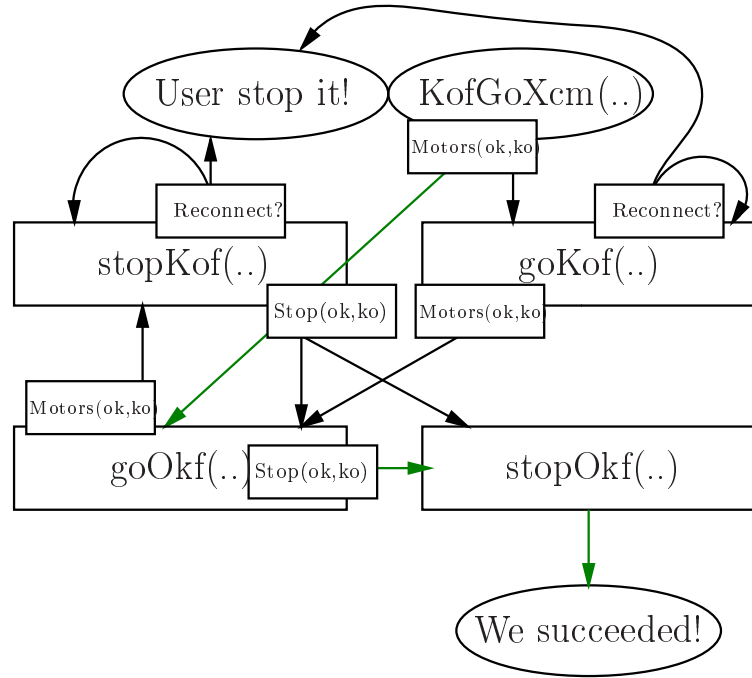 User stop it!
KofGoXcm(..)
Motors(ok,ko)
Reconnect?
Reconnect?
stopKof(..)
goKof(..)
Stop(ok,ko)
Motors(ok,ko)
Motors(ok,ko)
goOkf(..)
Stop(ok,ko)
stopOkf(..)
We succeeded!